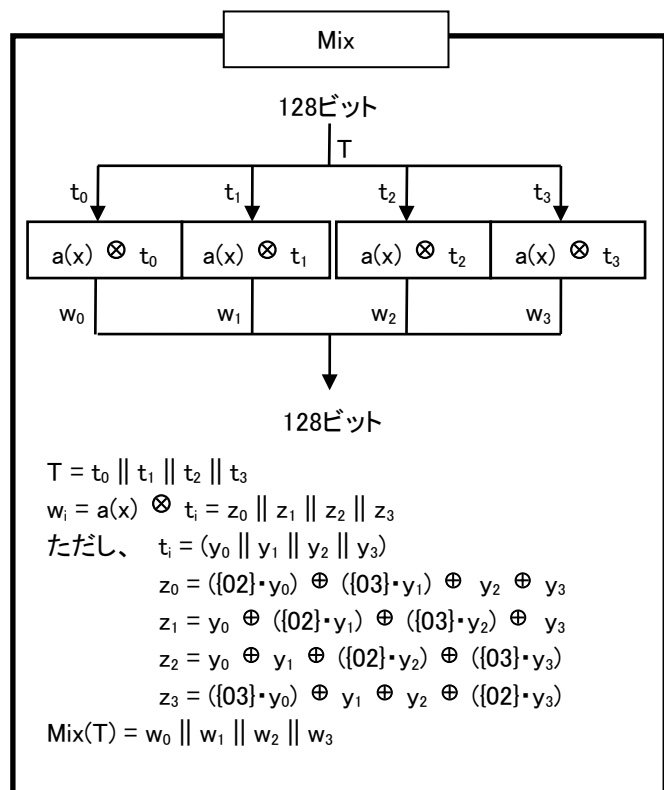 Mix
128ビット
T
t₀ t₁ t₂ t₃
a(x) ⊗ t₀ a(x) ⊗ t₁ a(x) ⊗ t₂ a(x) ⊗ t₃
w₀ w₁ w₂ w₃
128ビット
T = t₀ || t₁ || t₂ || t₃
wᵢ = a(x) ⊗ tᵢ = z₀ || z₁ || z₂ || z₃
ただし、 tᵢ = (y₀ || y₁ || y₂ || y₃)
z₀ = ({02}・y₀) ⊕ ({03}・y₁) ⊕ y₂ ⊕ y₃
z₁ = y₀ ⊕ ({02}・y₁) ⊕ ({03}・y₂) ⊕ y₃
z₂ = y₀ ⊕ y₁ ⊕ ({02}・y₂) ⊕ ({03}・y₃)
z₃ = ({03}・y₀) ⊕ y₁ ⊕ y₂ ⊕ ({02}・y₃)
Mix(T) = w₀ || w₁ || w₂ || w₃